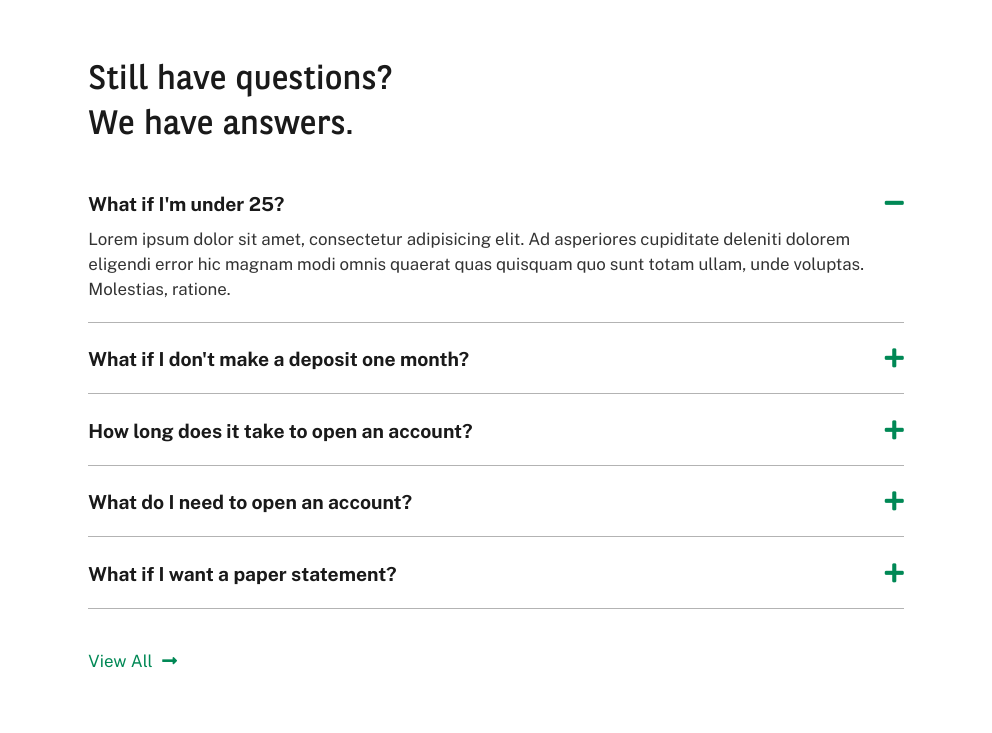 Still have questions?
We have answers.
What if I'm under 25?
Lorem ipsum dolor sit amet, consectetur adipisicing elit. Ad asperiores cupiditate deleniti dolorem
eligendi error hic magnam modi omnis quaerat quas quisquam quo sunt totam ullam, unde voluptas.
Molestias, ratione.
What if I don't make a deposit one month?
How long does it take to open an account?
What do I need to open an account?
What if I want a paper statement?
View All